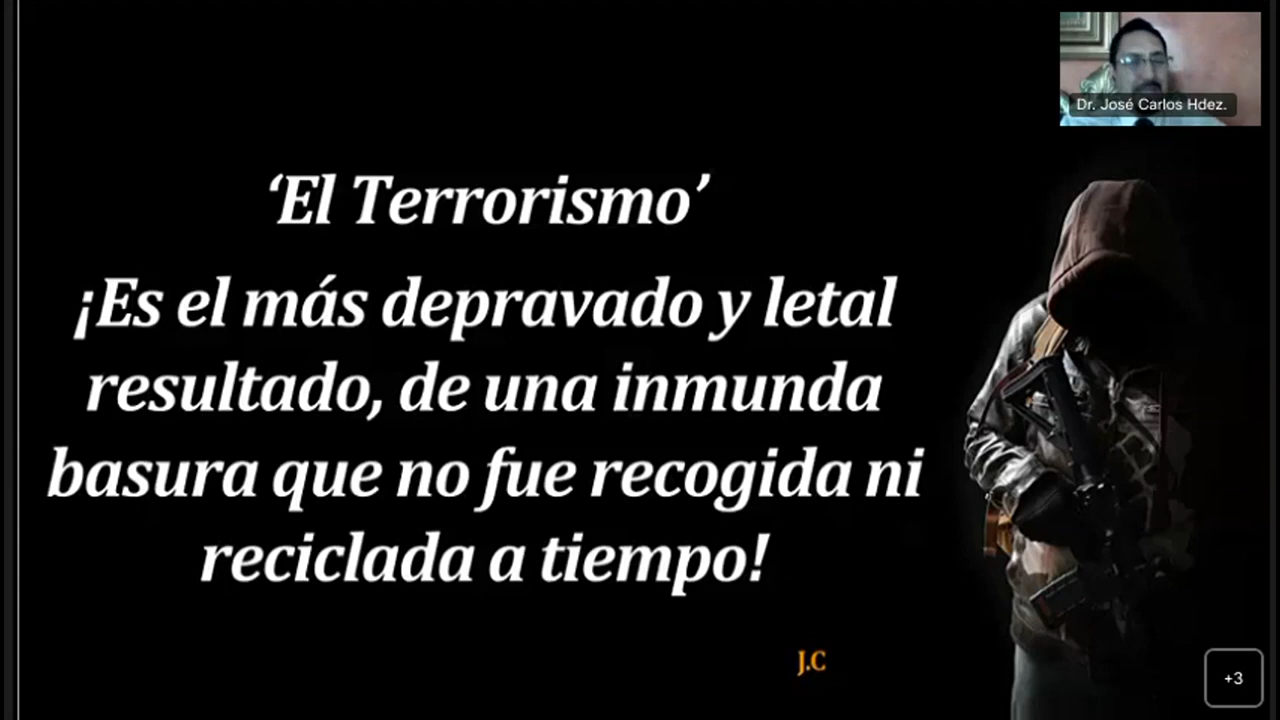 Dr. José Carlos Hdez.
‘El Terrorismo’
¡Es el más depravado y letal
resultado, de una inmunda
basura que no fue recogida ni
reciclada a tiempo!
J.C
+3